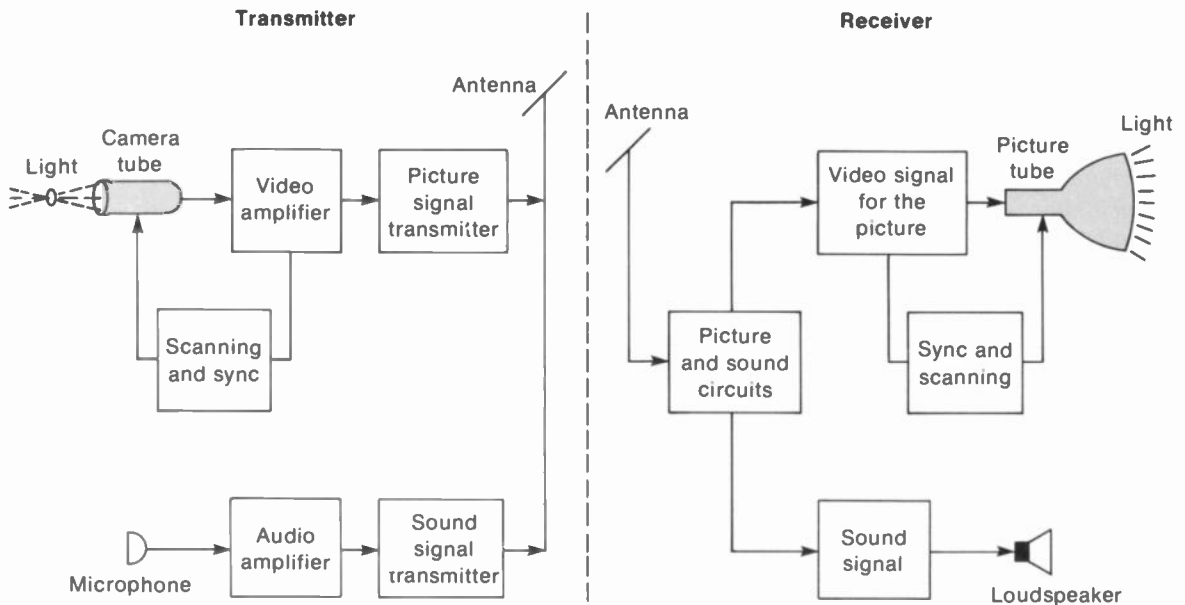 Transmitter
Antenna
Light
Camera
tube
Video
amplifier
Picture
signal
transmitter
Scanning
and sync
Microphone
Audio
amplifier
Sound
signal
transmitter
Receiver
Antenna
Picture
and sound
circuits
Video signal
for the
picture
Picture
tube
Light
Sync and
scanning
Sound
signal
Loudspeaker